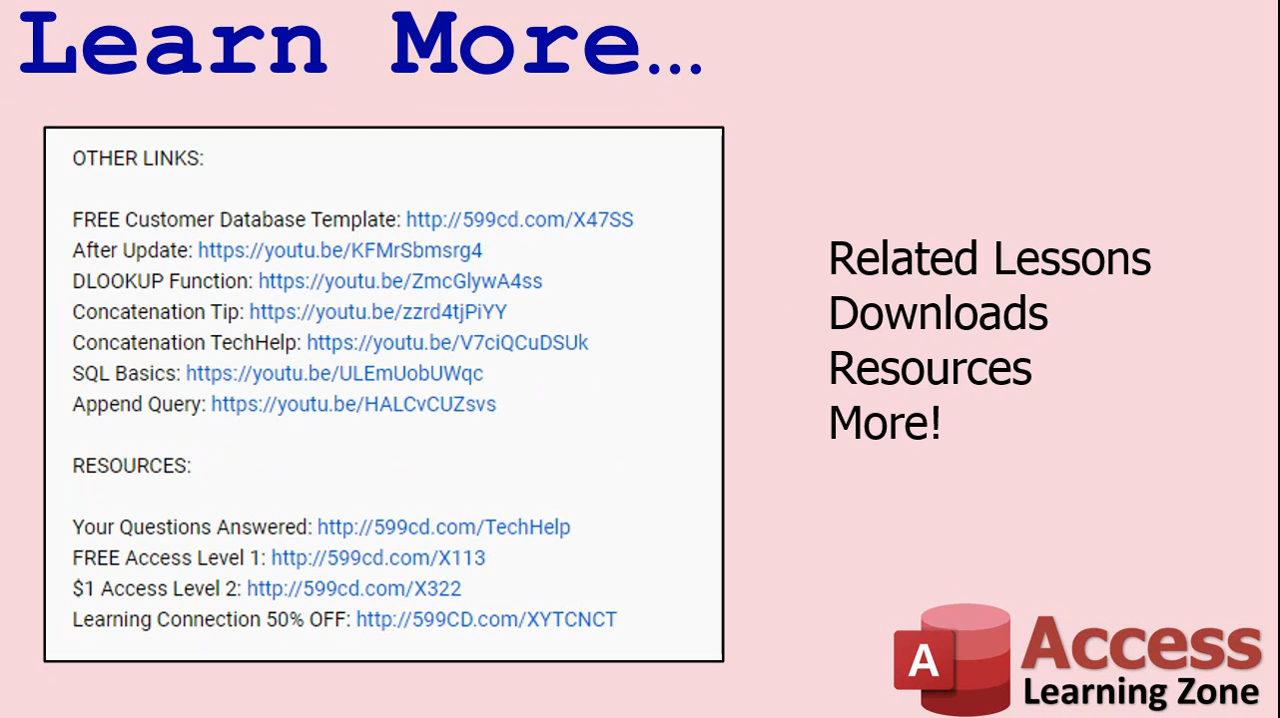 Learn More...
OTHER LINKS:
FREE Customer Database Template: http://599cd.com/X47SS
After Update: https://youtu.be/KFMrSbmsrg4
DLOOKUP Function: https://youtu.be/ZmcGlywA4ss
Concatenation Tip: https://youtu.be/zzrd4tjPiYY
Concatenation TechHelp: https://youtu.be/V7ciQCuDSUk
SQL Basics: https://youtu.be/ULEmUobUWqc
Append Query: https://youtu.be/HALCvCUZsvs
RESOURCES:
Your Questions Answered: http://599cd.com/TechHelp
FREE Access Level 1: http://599cd.com/X113
$1 Access Level 2: http://599cd.com/X322
Learning Connection 50% OFF: http://599CD.com/XYTCNCT
Related Lessons
Downloads
Resources
More!
A
Access
Learning Zone